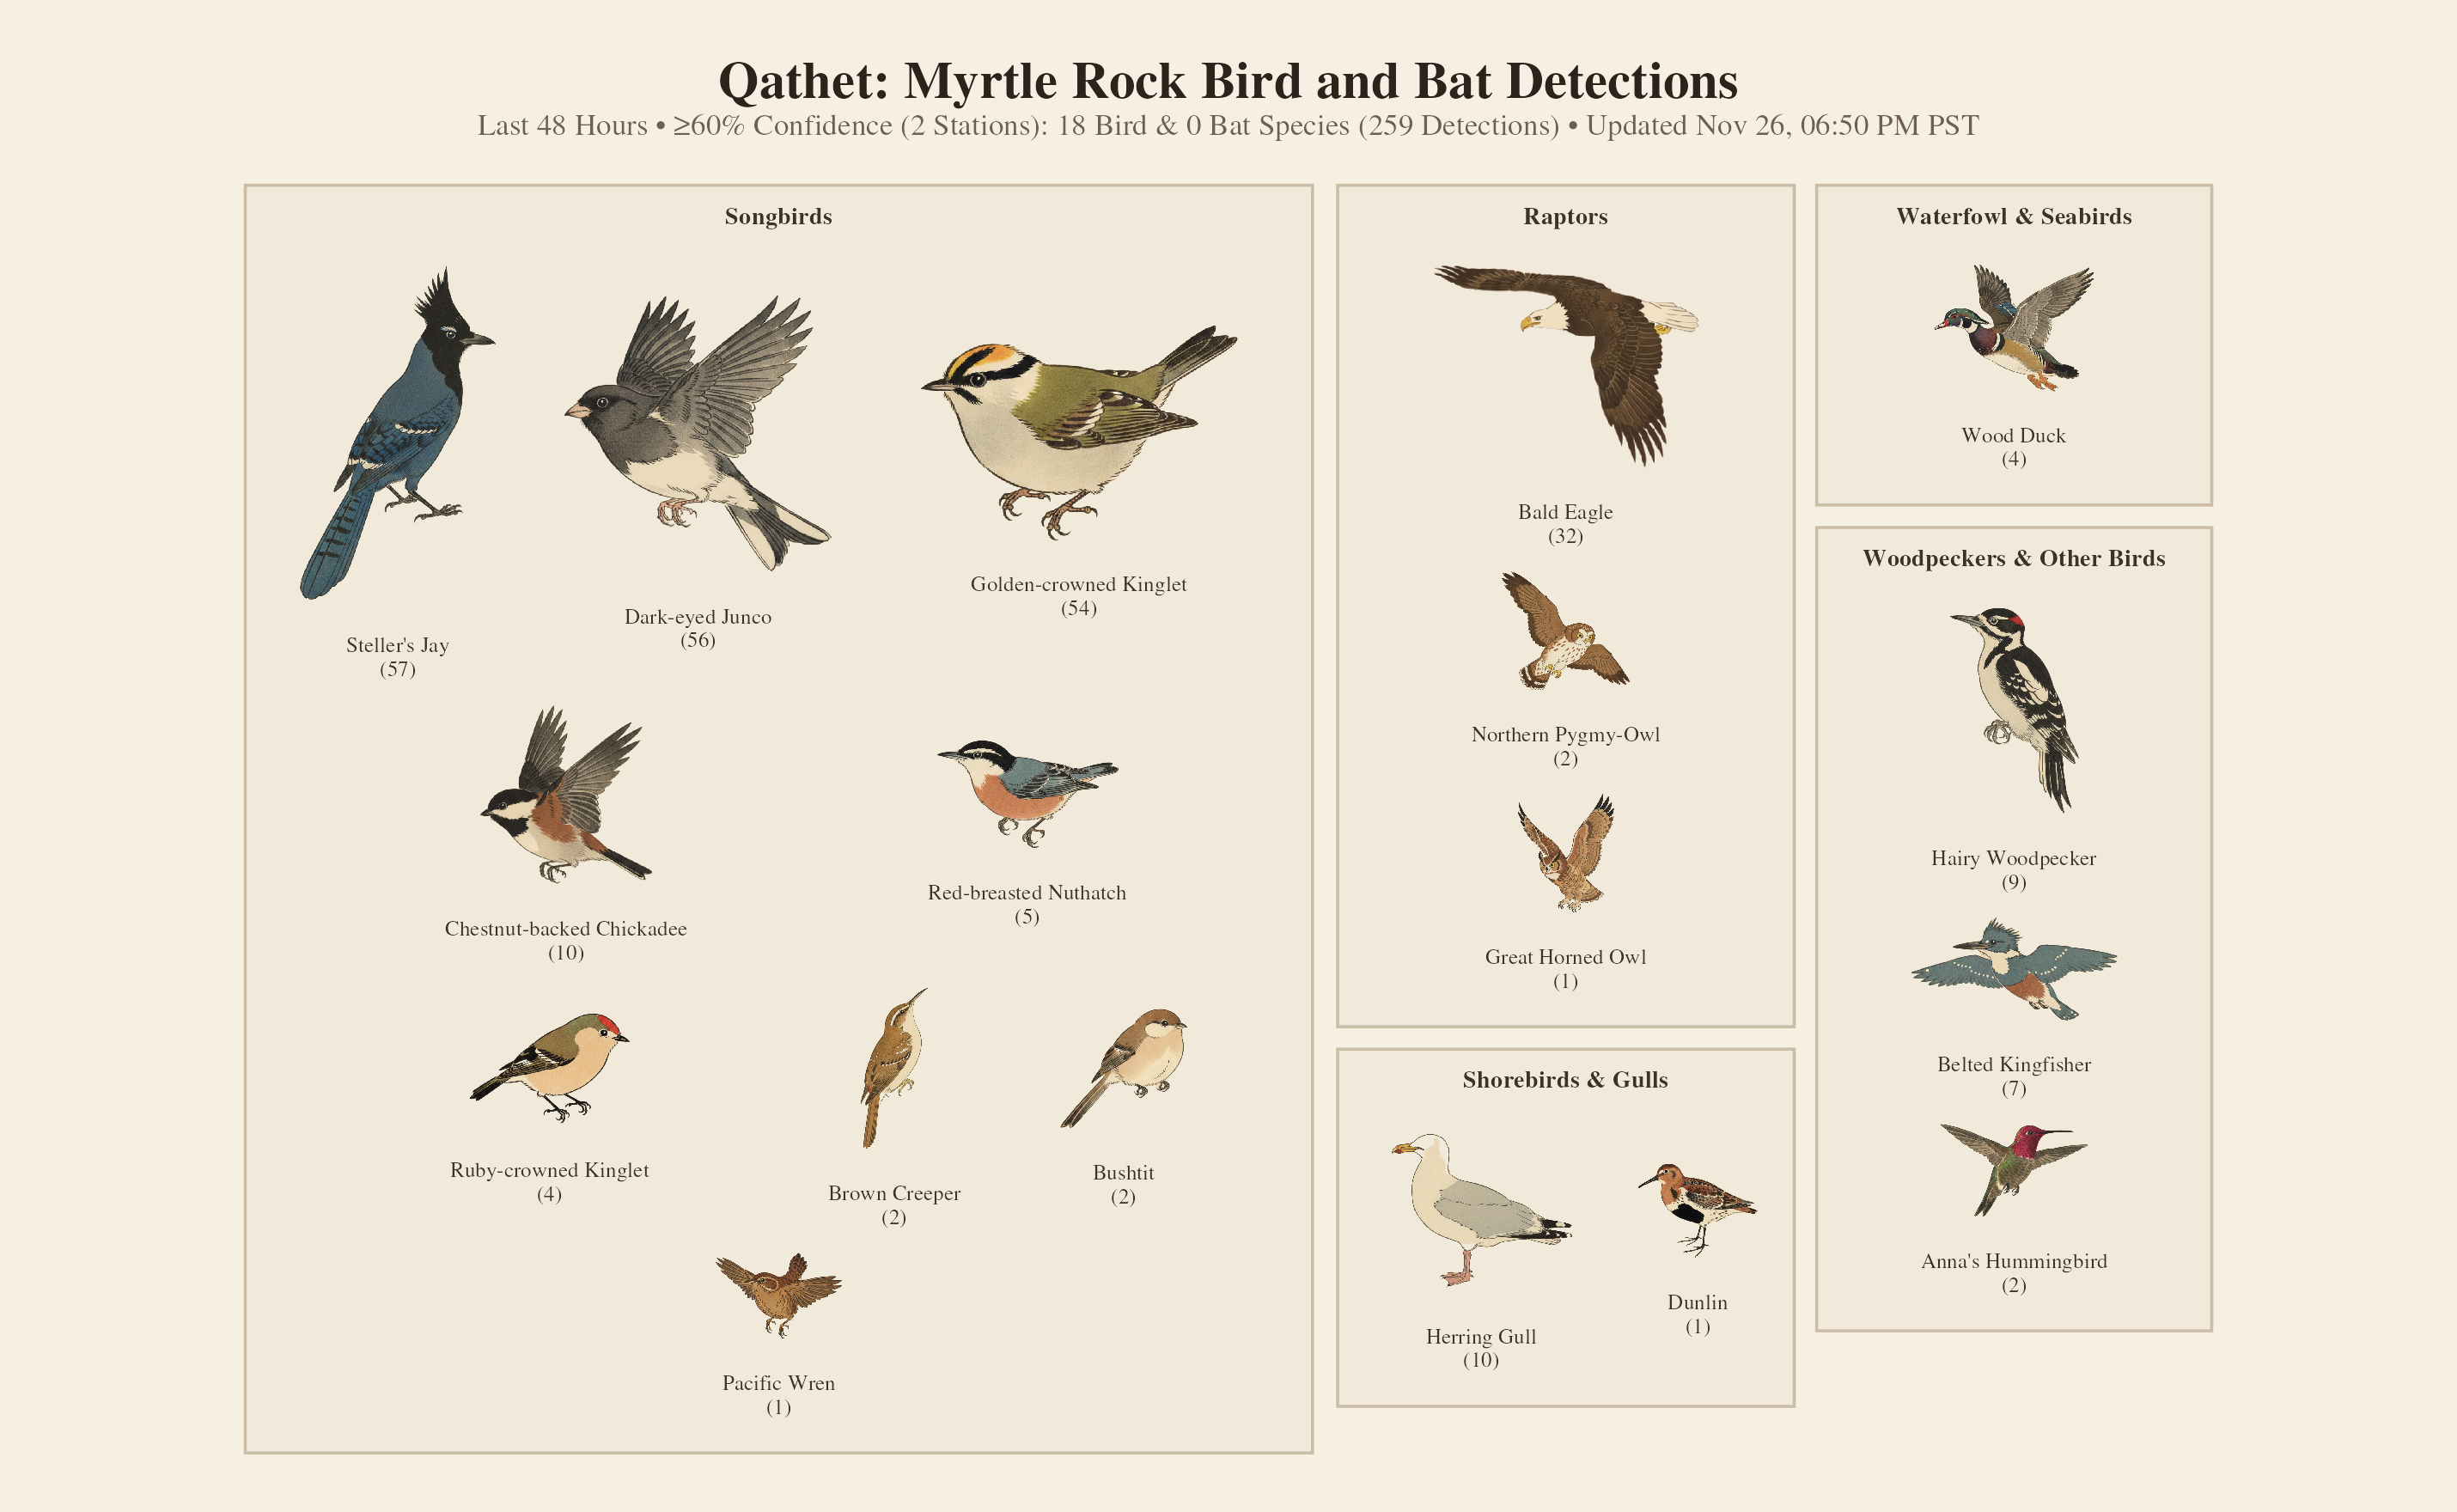 Qathet: Myrtle Rock Bird and Bat Detections
Last 48 Hours • ≥60% Confidence (2 Stations): 18 Bird & 0 Bat Species (259 Detections) • Updated Nov 26, 06:50 PM PST
Songbirds
Steller's Jay
(57)
Dark-eyed Junco
(56)
Golden-crowned Kinglet
(54)
Chestnut-backed Chickadee
(10)
Red-breasted Nuthatch
(5)
Ruby-crowned Kinglet
(4)
Brown Creeper
(2)
Bushtit
(2)
Pacific Wren
(1)
Raptors
Bald Eagle
(32)
Northern Pygmy-Owl
(2)
Great Horned Owl
(1)
Shorebirds & Gulls
Herring Gull
(10)
Dunlin
(1)
Waterfowl & Seabirds
Wood Duck
(4)
Woodpeckers & Other Birds
Hairy Woodpecker
(9)
Belted Kingfisher
(7)
Anna's Hummingbird
(2)